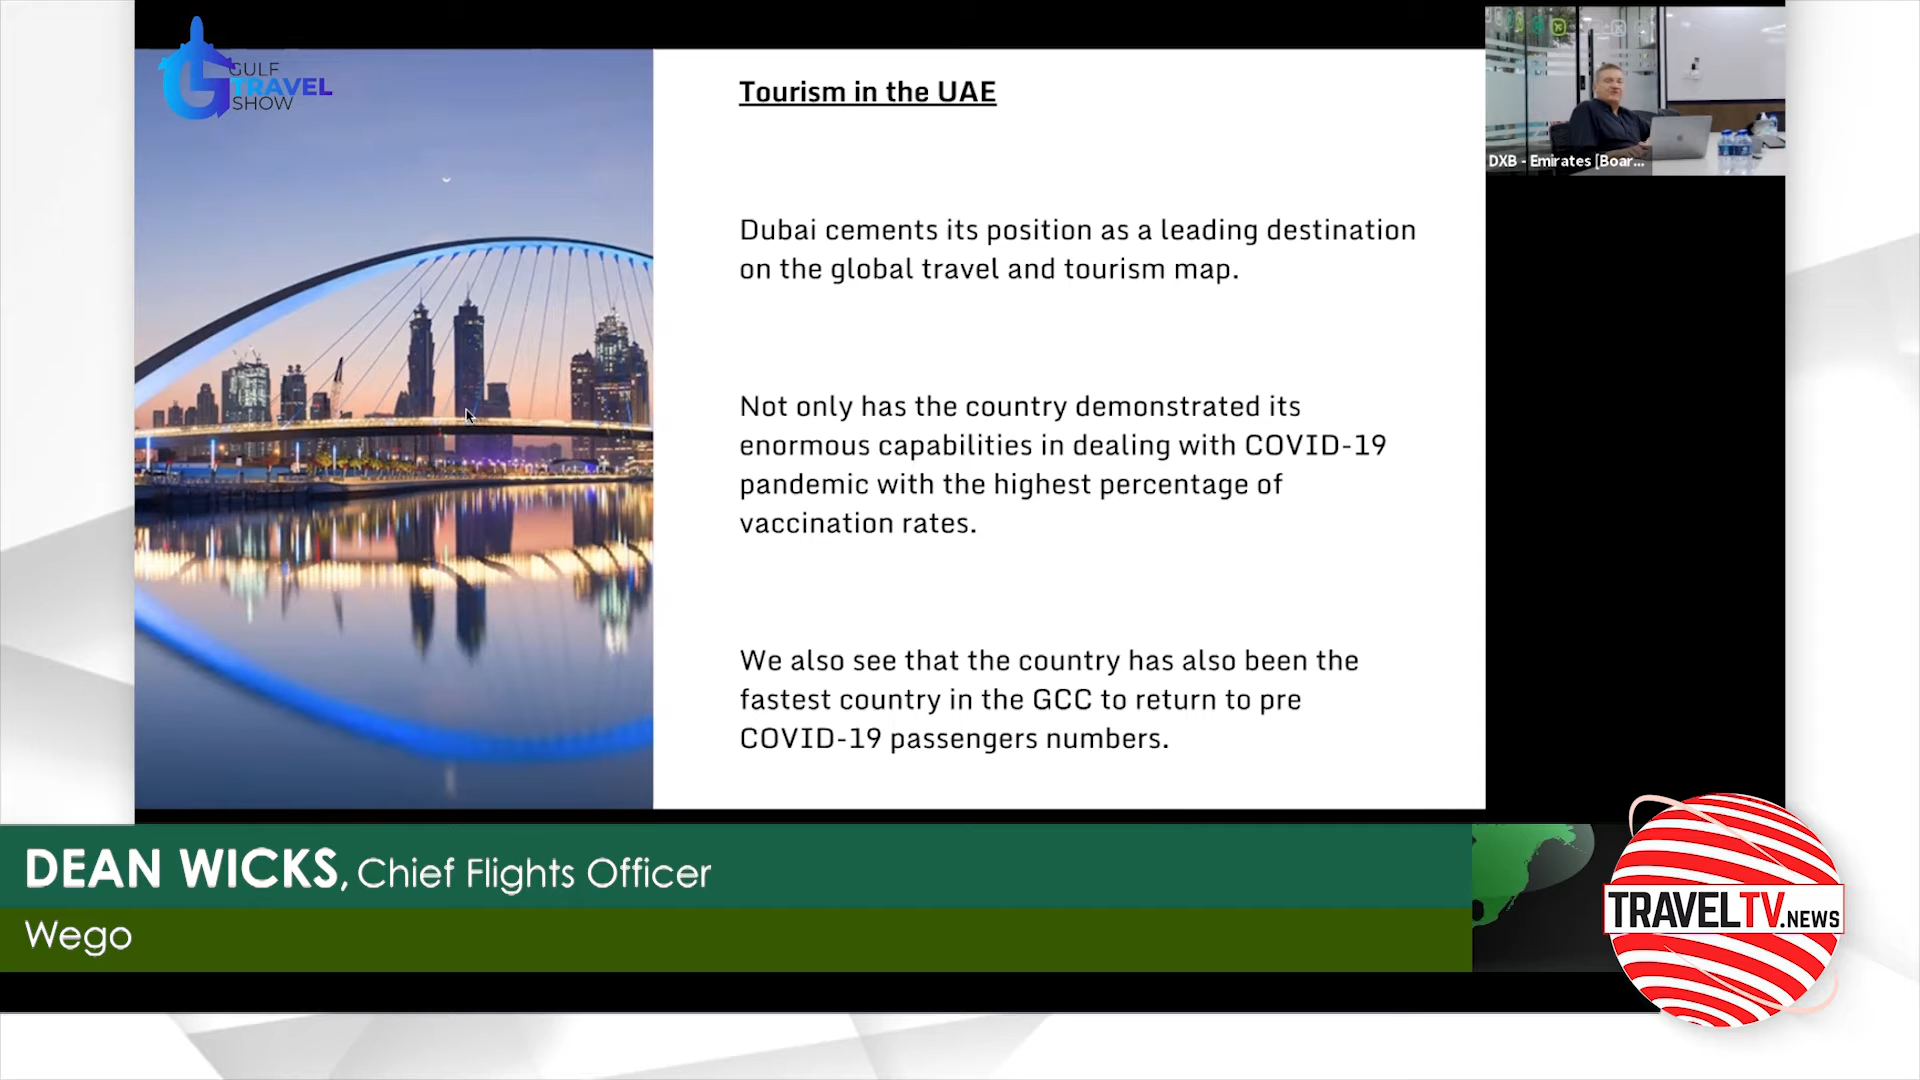 GULF
TRAVEL
SHOW
Tourism in the UAE
DXB - Emirates [Boar...
Dubai cements its position as a leading destination
on the global travel and tourism map.
Not only has the country demonstrated its
enormous capabilities in dealing with COVID-19
pandemic with the highest percentage of
vaccination rates.
We also see that the country has also been the
fastest country in the GCC to return to pre
COVID-19 passengers numbers.
DEAN WICKS, Chief Flights Officer
Wego
TRAVELTV.NEWS